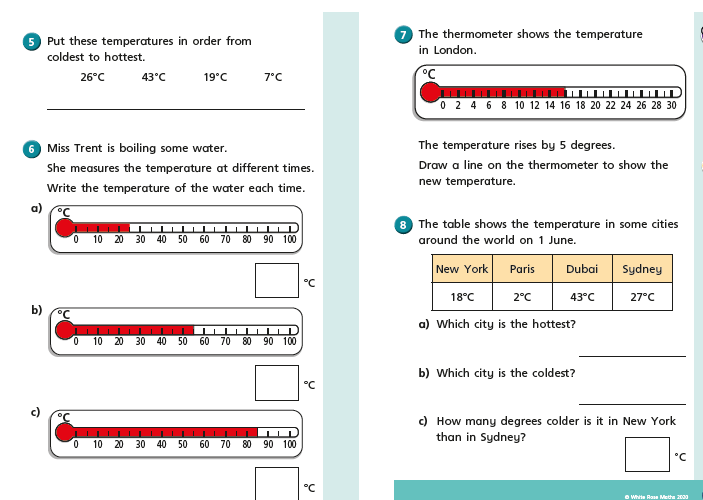 5 Put these temperatures in order from
coldest to hottest.
26°C 43°C 19°C 7°C
6 Miss Trent is boiling some water.
She measures the temperature at different times.
Write the temperature of the water each time.
a) °C
0 10 20 30 40 50 60 70 80 90 100
°C
b) °C
0 10 20 30 40 50 60 70 80 90 100
°C
c) °C
0 10 20 30 40 50 60 70 80 90 100
°C
7 The thermometer shows the temperature
in London.
°C
0 2 4 6 8 10 12 14 16 18 20 22 24 26 28 30
The temperature rises by 5 degrees.
Draw a line on the thermometer to show the
new temperature.
8 The table shows the temperature in some cities
around the world on 1 June.
New York Paris Dubai Sydney
18°C 2°C 43°C 27°C
a) Which city is the hottest?
b) Which city is the coldest?
c) How many degrees colder is it in New York
than in Sydney?
°C
© White Rose Maths 2020